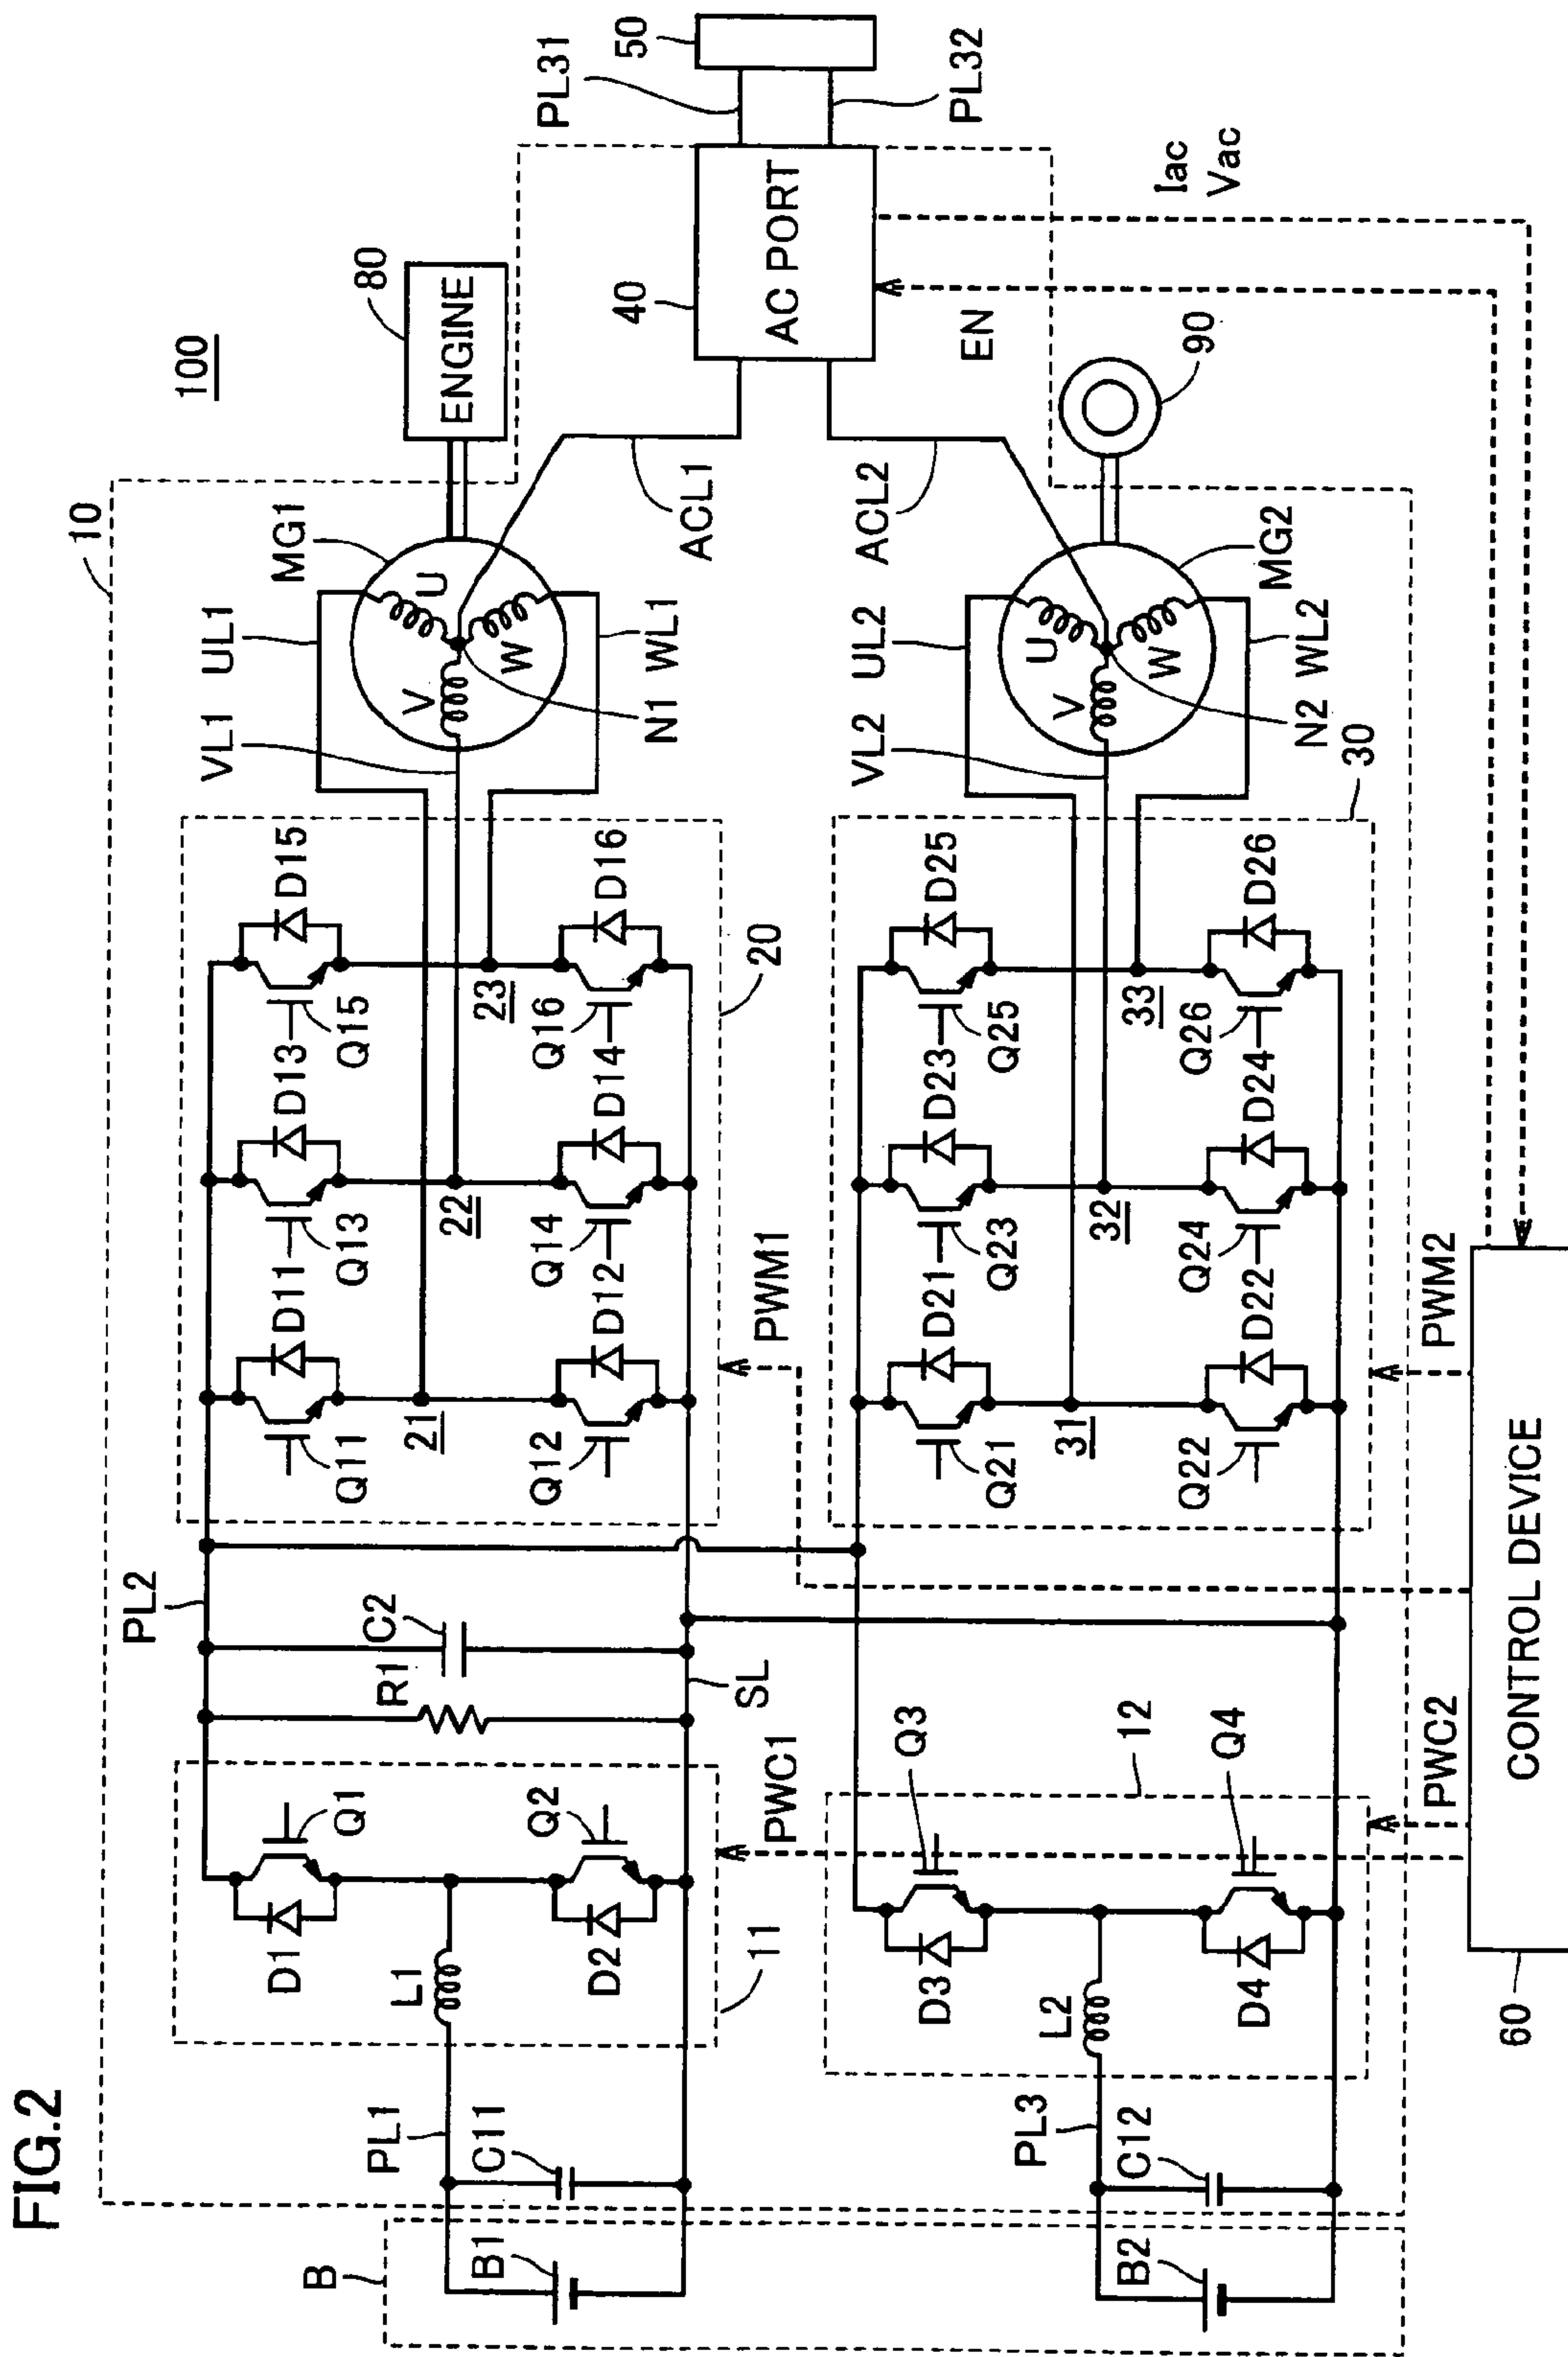 FIG.2
100
10
B
B1
B2
PL1
C11
PL3
C12
L1
D1
D2
Q1
Q2
11
PWC1
L2
D3
D4
Q3
Q4
12
PWC2
PL2
R1
C2
SL
Q11
D11
Q13
D13
Q15
D15
21
22
23
Q12
D12
Q14
D14
Q16
D16
20
PWM1
Q21
D21
Q23
D23
Q25
D25
31
32
33
Q22
D22
Q24
D24
Q26
D26
30
PWM2
VL1
UL1
MG1
U
V
W
N1
WL1
ENGINE
80
ACL1
VL2
UL2
ACL2
U
V
W
N2
WL2
MG2
90
40
AC PORT
EN
PL31
50
PL32
Iac
Vac
60
CONTROL DEVICE